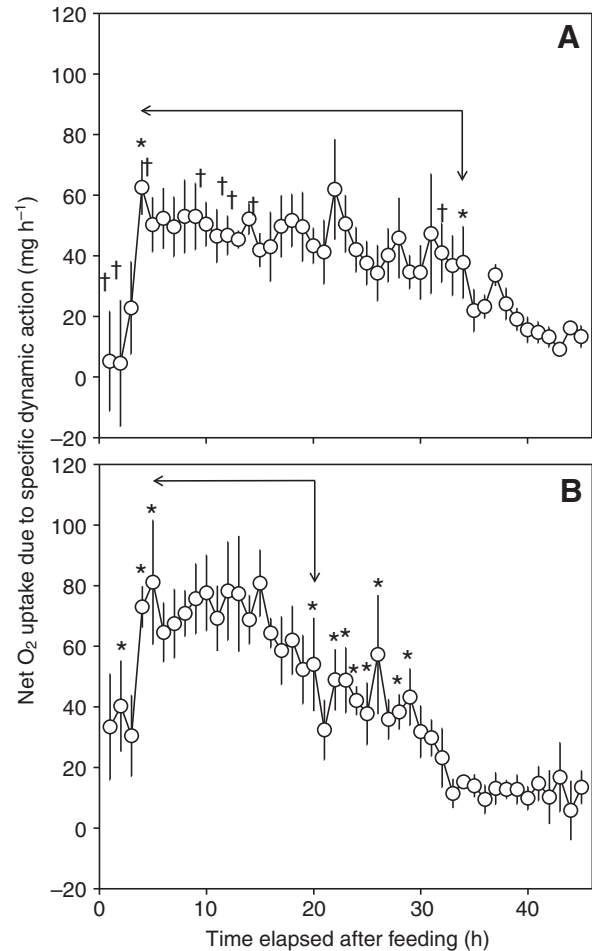 120
A
100
80
60
40
20
0
–20
* † † † † † † * † †
120
B
100
80
60
40
20
0
–20
* * * * * * * * * * * *
0 10 20 30 40
Time elapsed after feeding (h)
Net O₂ uptake due to specific dynamic action (mg h⁻¹)